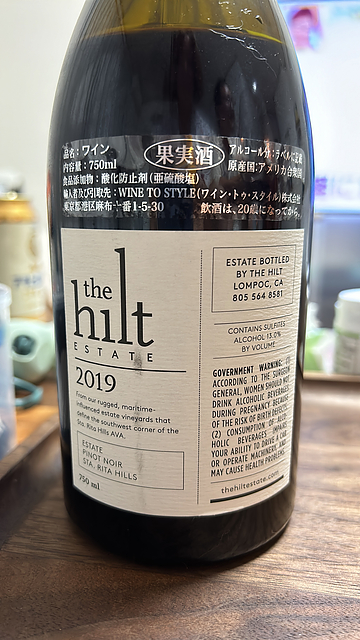 品名：ワイン
内容量：750ml
果実酒
アルコール分：ラベルに記載
原産国：アメリカ合衆国
食品添加物：酸化防止剤(亜硫酸塩)
輸入者及び引取先：WINE TO STYLE(ワイン・トゥ・スタイル)株式会社
東京都港区麻布十番1-5-30
飲酒は、20歳になってから。
the
hilt
ESTATE
2019
From our rugged, maritime-
influenced estate vineyards that
define the southwest corner of the
Sta. Rita Hills AVA.
ESTATE
PINOT NOIR
STA. RITA HILLS
750 ml
ESTATE BOTTLED
BY THE HILT
LOMPOC, CA
805 564 8581
CONTAINS SULFITES
ALCOHOL 13.0%
BY VOLUME
GOVERNMENT WARNING: (1)
ACCORDING TO THE SURGEON
GENERAL, WOMEN SHOULD NOT
DRINK ALCOHOLIC BEVERAGES
DURING PREGNANCY BECAUSE
OF THE RISK OF BIRTH DEFECTS.
(2) CONSUMPTION OF ALCO-
HOLIC BEVERAGES IMPAIRS
YOUR ABILITY TO DRIVE A CAR
OR OPERATE MACHINERY, AND
MAY CAUSE HEALTH PROBLEMS.
thehiltestate.com